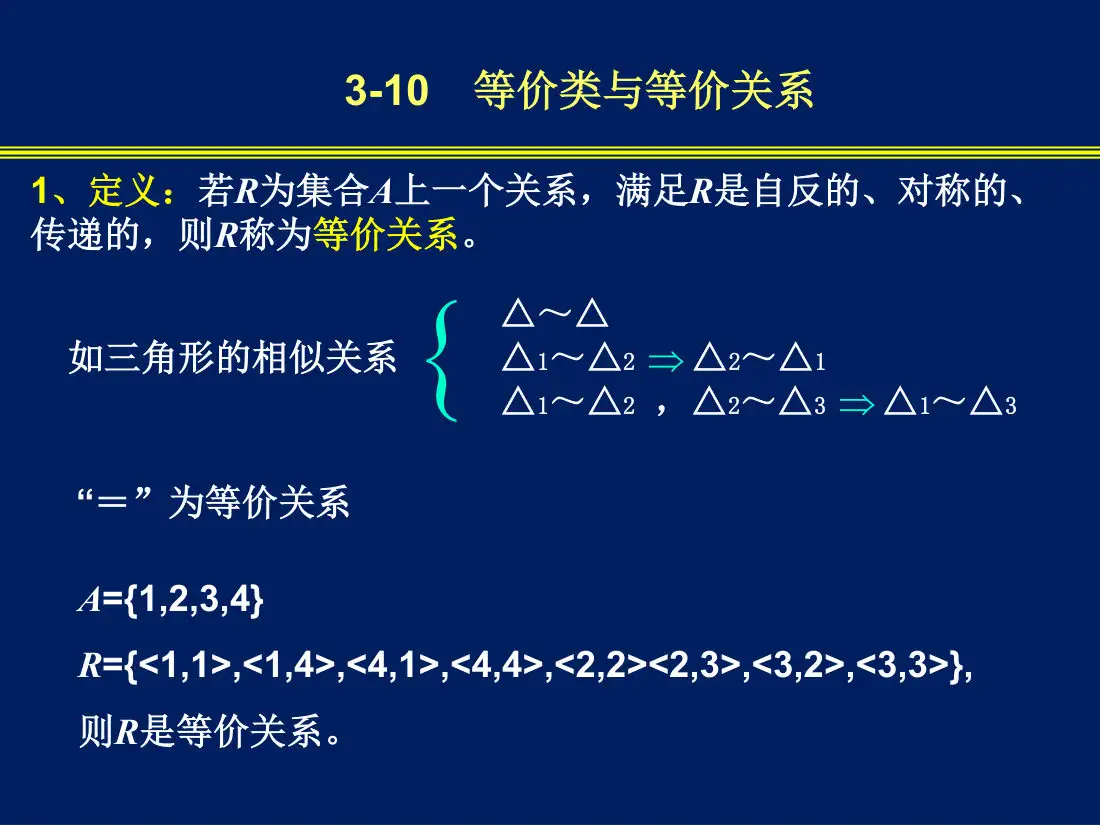 3-10 等价类与等价关系
1、定义：若R为集合A上一个关系，满足R是自反的、对称的、
传递的，则R称为等价关系。
△～△
如三角形的相似关系 { △1～△2 ⇒ △2～△1
△1～△2 ，△2～△3 ⇒ △1～△3
“＝”为等价关系
A={1,2,3,4}
R={<1,1>,<1,4>,<4,1>,<4,4>,<2,2><2,3>,<3,2>,<3,3>},
则R是等价关系。